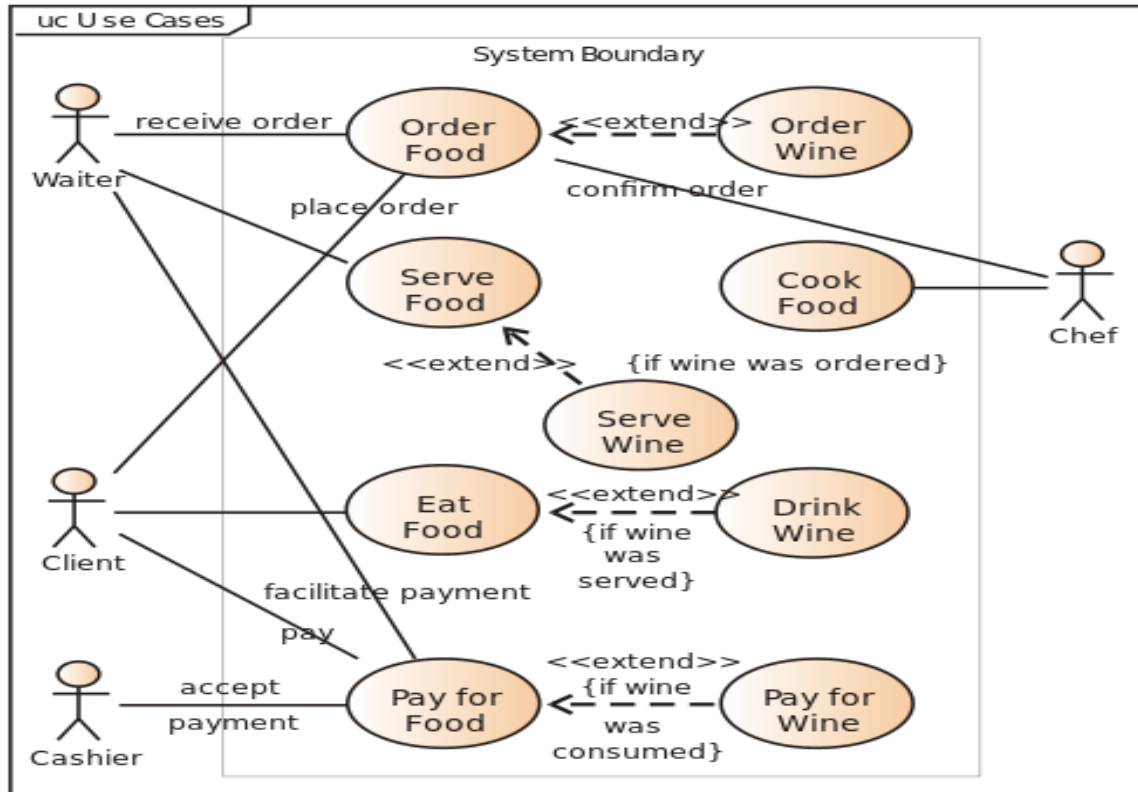 uc Use Cases
System Boundary
receive order
Order
Food
<<extend>>
Order
Wine
Waiter
place order
confirm order
Serve
Food
Cook
Food
Chef
<<extend>>
{if wine was ordered}
Serve
Wine
Client
Eat
Food
<<extend>>
{if wine
was
served}
Drink
Wine
facilitate payment
pay
Cashier
accept
payment
Pay for
Food
<<extend>>
{if wine
was
consumed}
Pay for
Wine